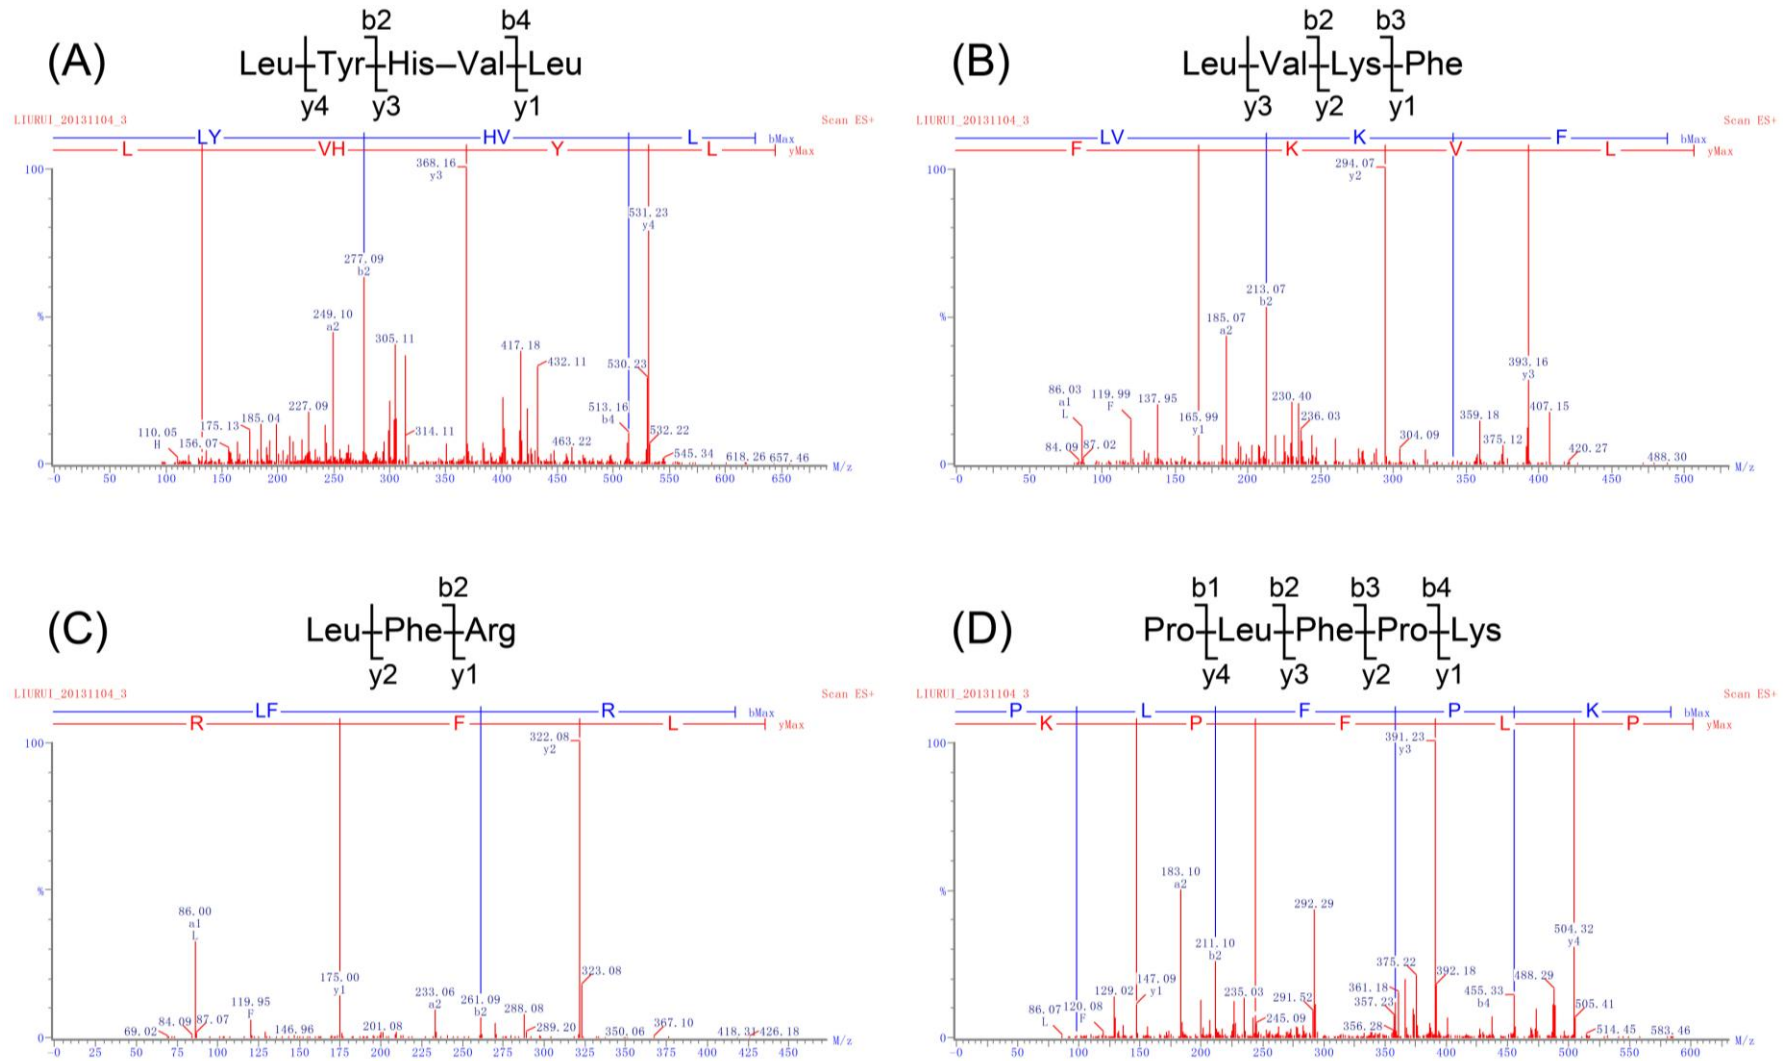 b2 b4
(A) Leu Tyr His Val Leu
y4 y3 y1
LIURUI_20131104_3 Scan ES+
LY HV L bMax
L VH Y L yMax
100
368.16
y3
531.23
y4
277.09
b2
%
249.10
a2
305.11
417.18
432.11
530.23
513.16
b4
110.05
H
156.07
175.13
185.04
227.09
314.11
463.22
532.22
545.34
618.26 657.46
0
M/z
-0 50 100 150 200 250 300 350 400 450 500 550 600 650
b2 b3
(B) Leu Val Lys Phe
y3 y2 y1
LIURUI_20131104_3 Scan ES+
LV K F bMax
F K V L yMax
100
294.07
y2
213.07
b2
%
185.07
a2
393.16
y3
86.03
a1
L
119.99
F
137.95
165.99
y1
230.40
236.03
359.18
407.15
84.09
87.02
304.09
375.12
420.27
488.30
0
M/z
-0 50 100 150 200 250 300 350 400 450 500
b2
(C) Leu Phe Arg
y2 y1
LIURUI_20131104_3 Scan ES+
LF R bMax
R F L yMax
100
322.08
y2
%
86.00
a1
L
175.00
y1
323.08
119.95
F
233.06
a2
261.09
b2
288.08
69.02
84.09
87.07
146.96
201.08
289.20
350.06
367.10
418.31
426.18
0
M/z
-0 25 50 75 100 125 150 175 200 225 250 275 300 325 350 375 400 425 450
b1 b2 b3 b4
(D) Pro Leu Phe Pro Lys
y4 y3 y2 y1
LIURUI_20131104_3 Scan ES+
P L F P K bMax
K P F L P yMax
100
391.23
y3
%
183.10
a2
292.29
211.10
b2
504.32
y4
375.22
392.18
488.29
86.07
L
120.08
F
129.02
147.09
y1
235.03
245.09
291.52
361.18
357.23
356.28
455.33
b4
505.41
514.45
583.46
0
M/z
-0 50 100 150 200 250 300 350 400 450 500 550 600